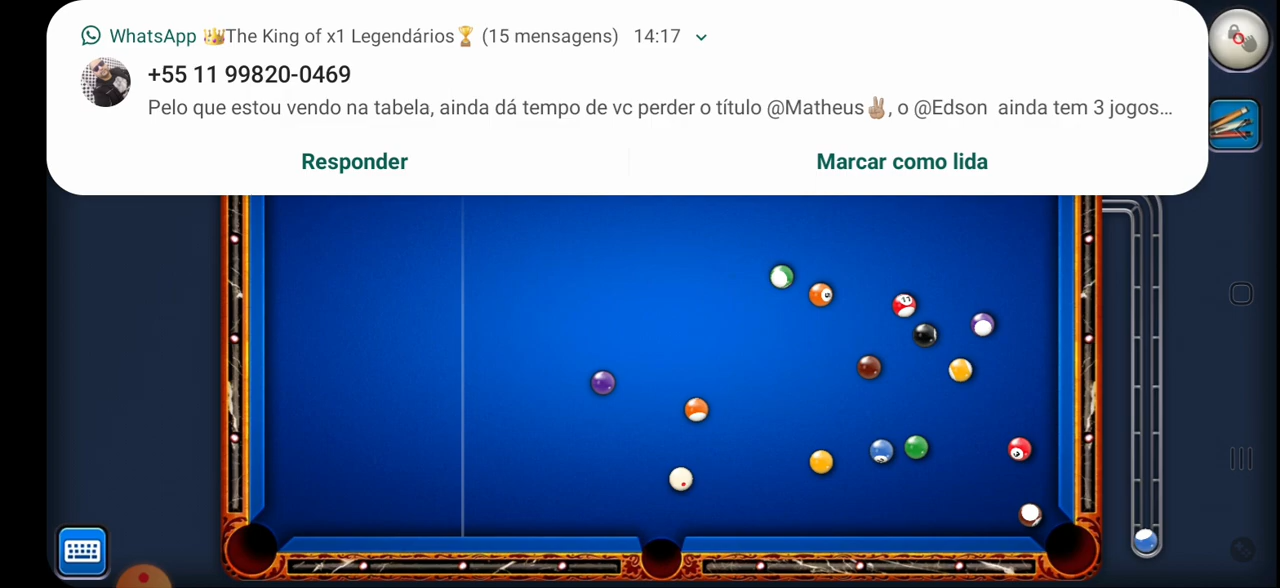 WhatsApp 👑The King of x1 Legendários🏆 (15 mensagens) 14:17
+55 11 99820-0469
Pelo que estou vendo na tabela, ainda dá tempo de vc perder o título @Matheus✌🏼, o @Edson ainda tem 3 jogos...
Responder
Marcar como lida